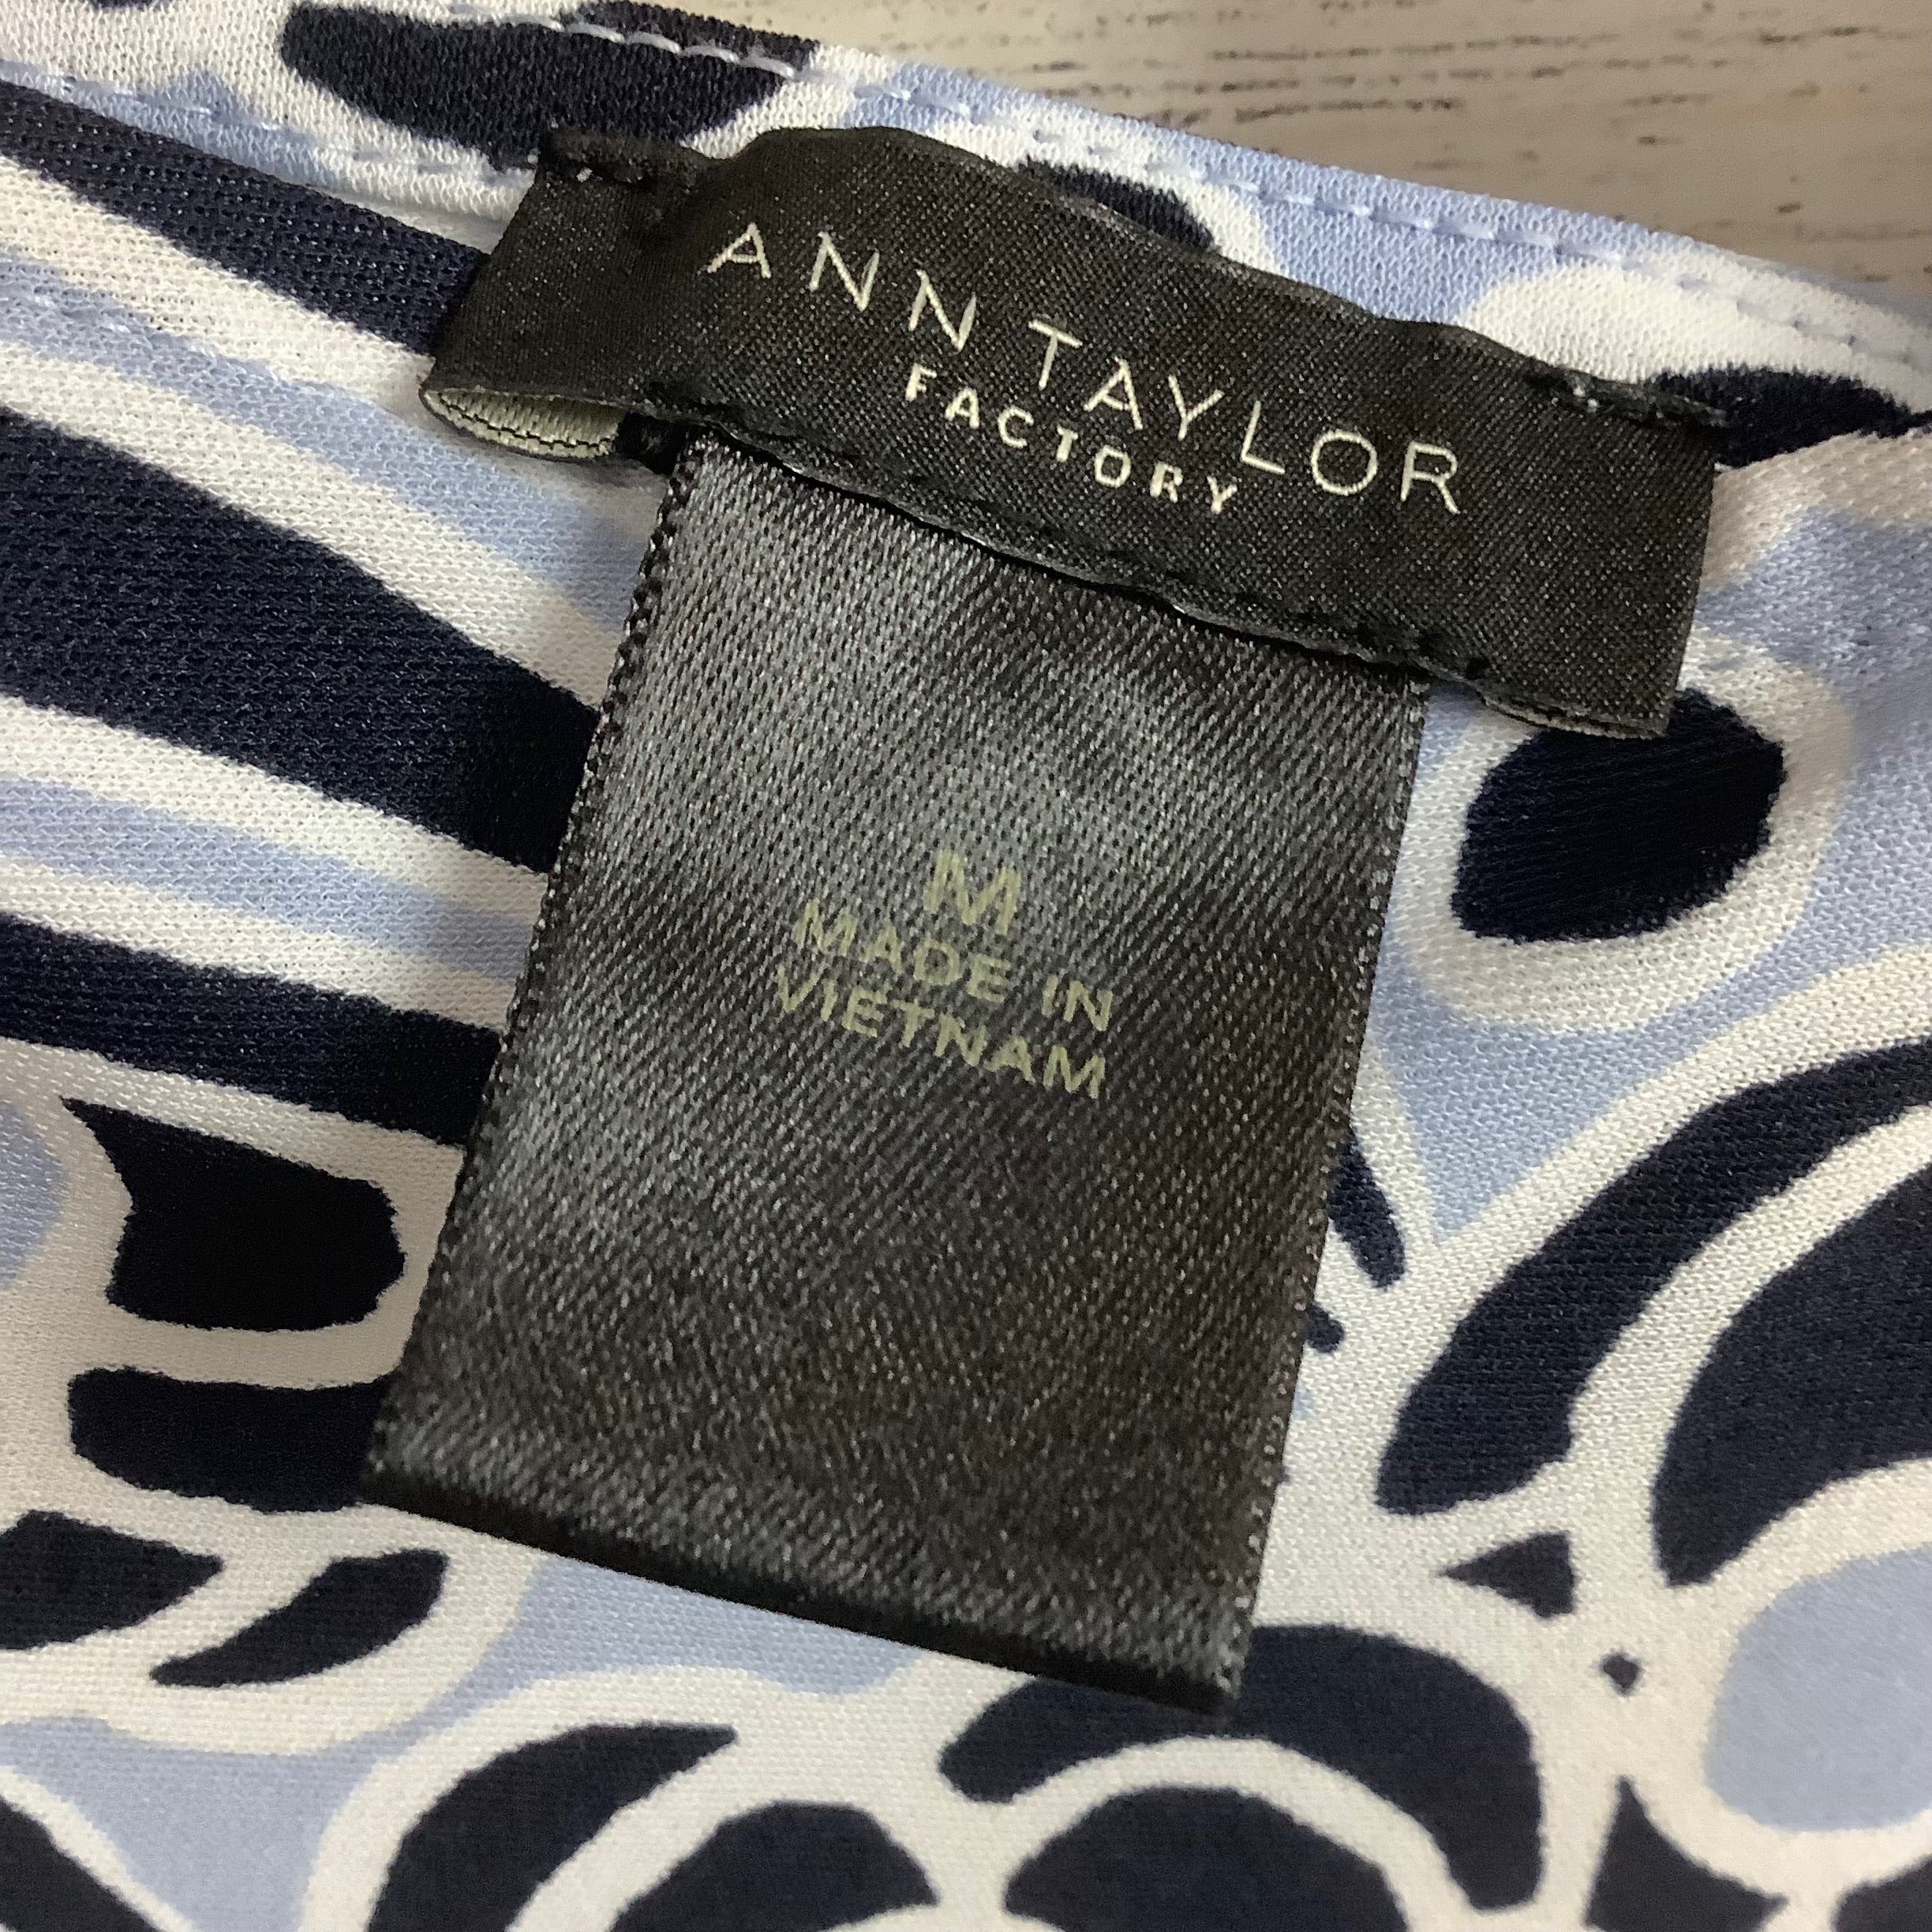 ANN TAYLOR
FACTORY
M
MADE IN
VIETNAM